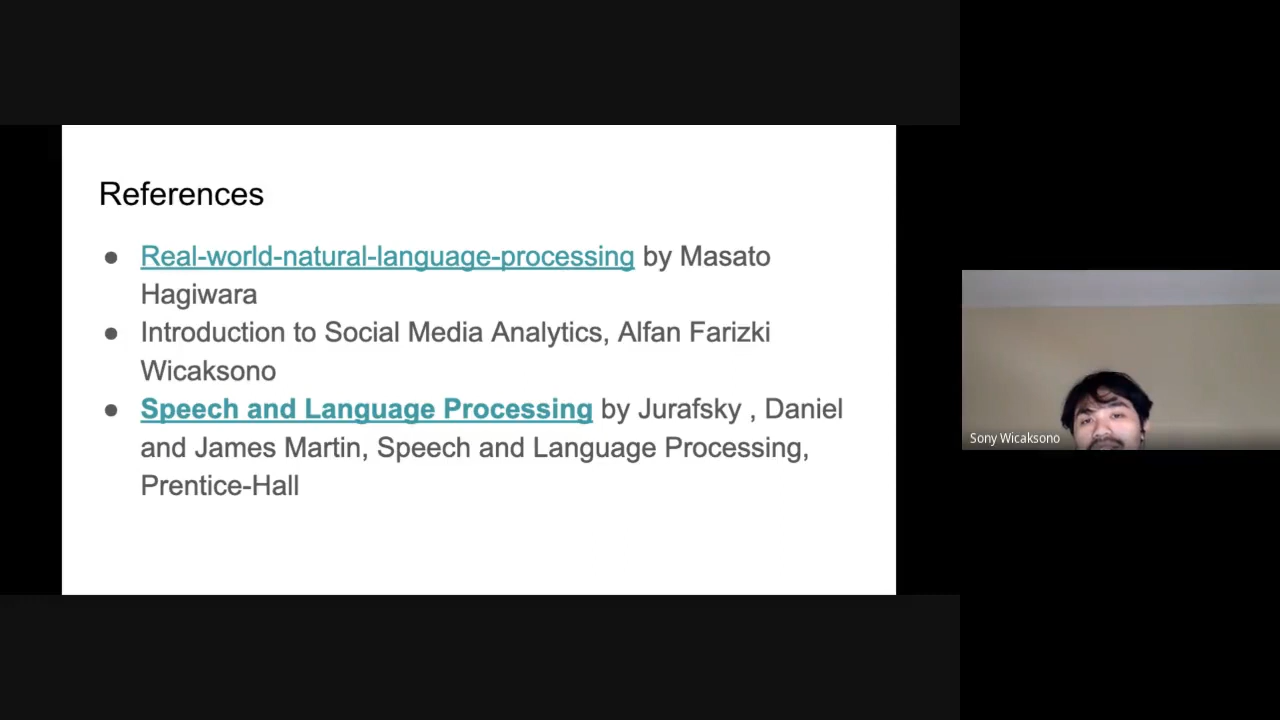 References
● Real-world-natural-language-processing by Masato
Hagiwara
● Introduction to Social Media Analytics, Alfan Farizki
Wicaksono
● Speech and Language Processing by Jurafsky , Daniel
and James Martin, Speech and Language Processing,
Prentice-Hall
Sony Wicaksono